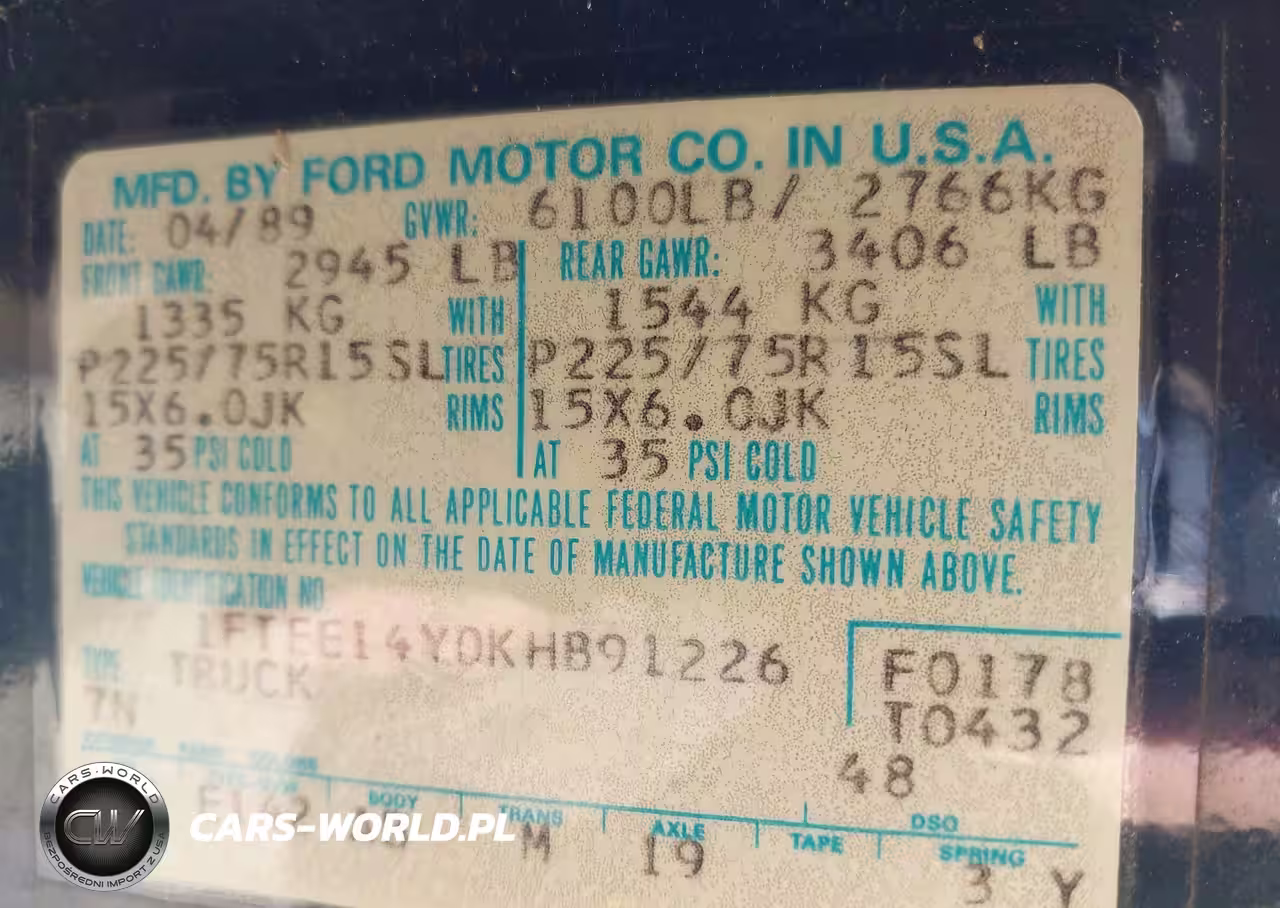 MFD. BY FORD MOTOR CO. IN U.S.A.
DATE: 04/89 GVWR: 6100LB/ 2766KG
FRONT GAWR: 2945 LB REAR GAWR: 3406 LB
1335 KG WITH 1544 KG WITH
P225/75R15SL TIRES P225/75R15SL TIRES
15X6.0JK RIMS 15X6.0JK RIMS
AT 35 PSI COLD AT 35 PSI COLD
THIS VEHICLE CONFORMS TO ALL APPLICABLE FEDERAL MOTOR VEHICLE SAFETY
STANDARDS IN EFFECT ON THE DATE OF MANUFACTURE SHOWN ABOVE.
VEHICLE IDENTIFICATION NO
1FTEE14Y0KHB91226 F0178
TYPE TRUCK T0432
7N 48
BODY TRANS AXLE TAPE DSO
SPRING
M 19 3 Y
CARS-WORLD
CW
BEZPOŚREDNI IMPORT Z USA
CARS-WORLD.PL